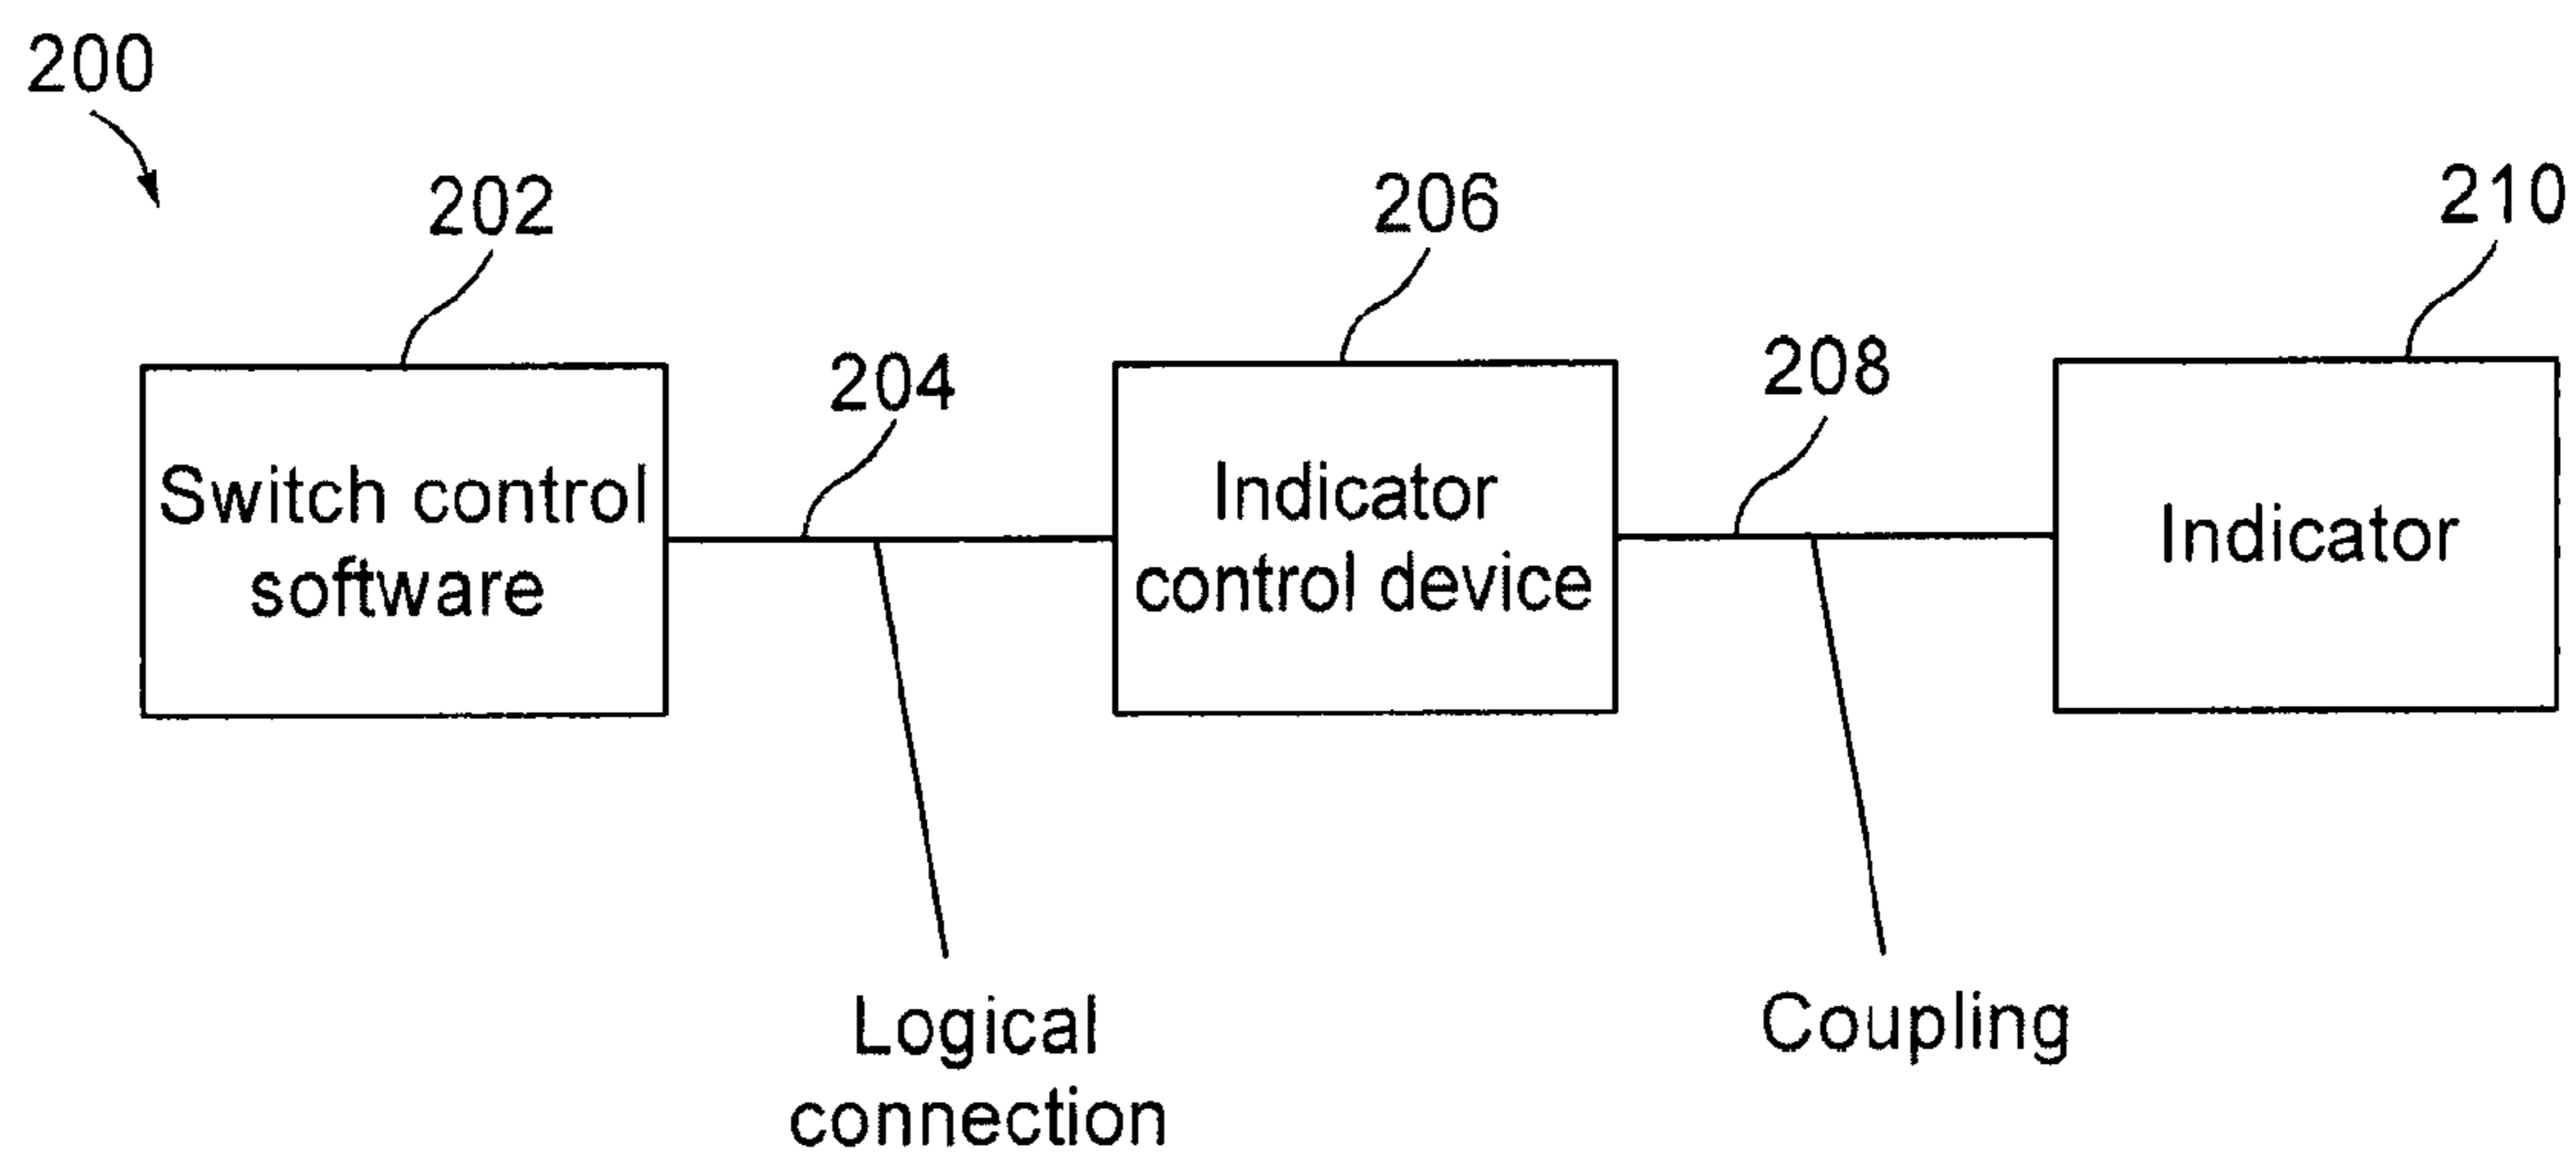 200
202
206
210
204
208
Switch control
software
Indicator
control device
Indicator
Logical
connection
Coupling